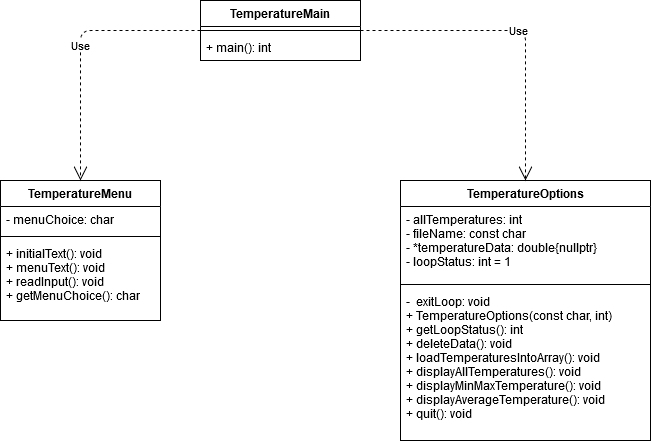 TemperatureMain
+ main(): int
Use
Use
TemperatureMenu
- menuChoice: char
+ initialText(): void
+ menuText(): void
+ readInput(): void
+ getMenuChoice(): char
TemperatureOptions
- allTemperatures: int
- fileName: const char
- *temperatureData: double{nullptr}
- loopStatus: int = 1
- exitLoop: void
+ TemperatureOptions(const char, int)
+ getLoopStatus(): int
+ deleteData(): void
+ loadTemperaturesIntoArray(): void
+ displayAllTemperatures(): void
+ displayMinMaxTemperature(): void
+ displayAverageTemperature(): void
+ quit(): void